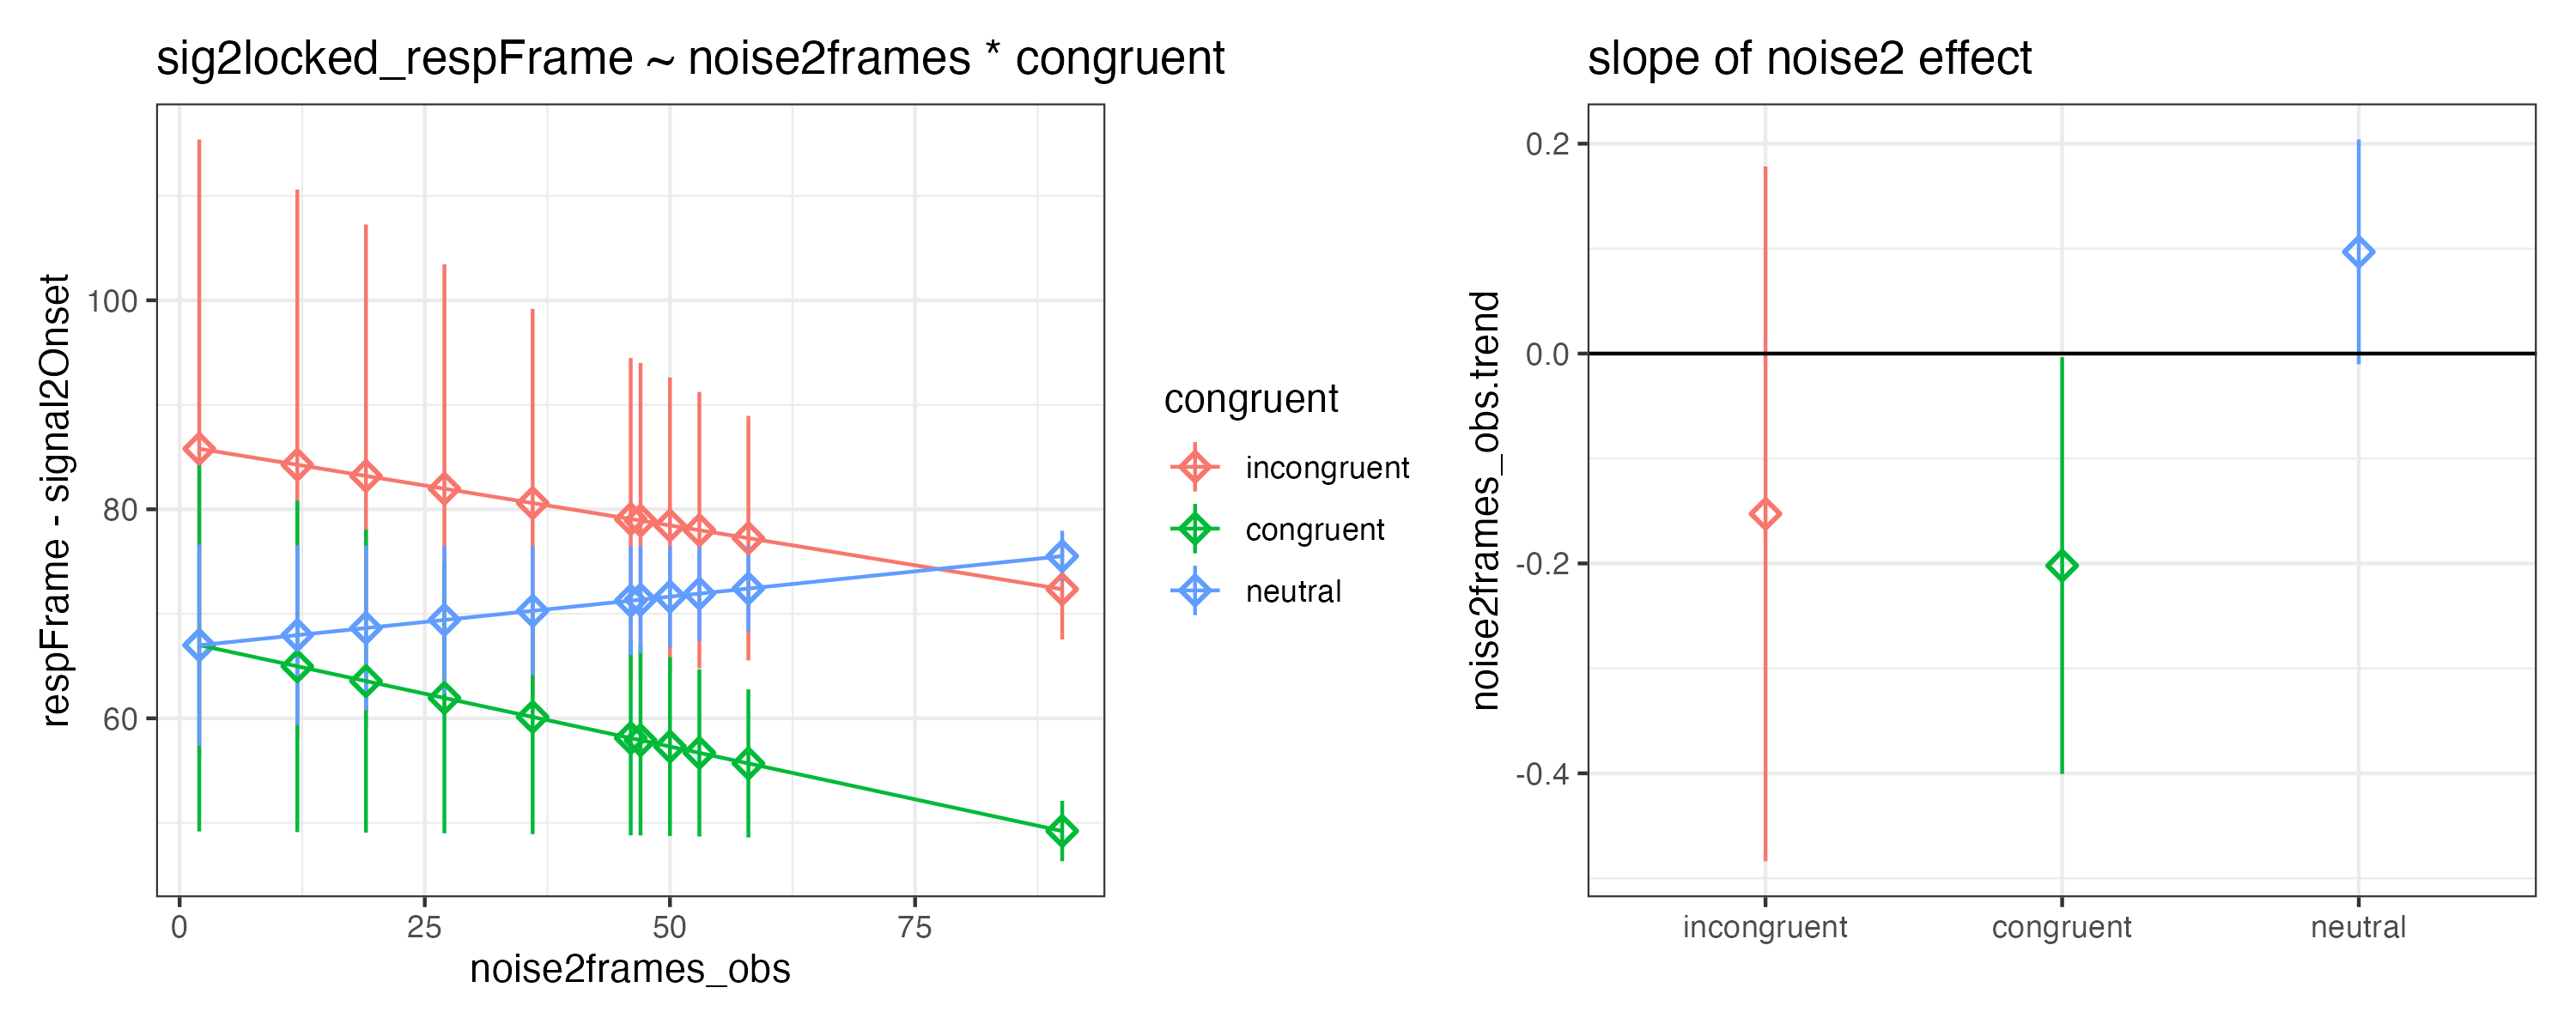 sig2locked_respFrame ~ noise2frames * congruent
respFrame - signal2Onset
100
80
60
0
25
50
75
noise2frames_obs
congruent
incongruent
congruent
neutral
slope of noise2 effect
noise2frames_obs.trend
0.2
0.0
-0.2
-0.4
incongruent
congruent
neutral